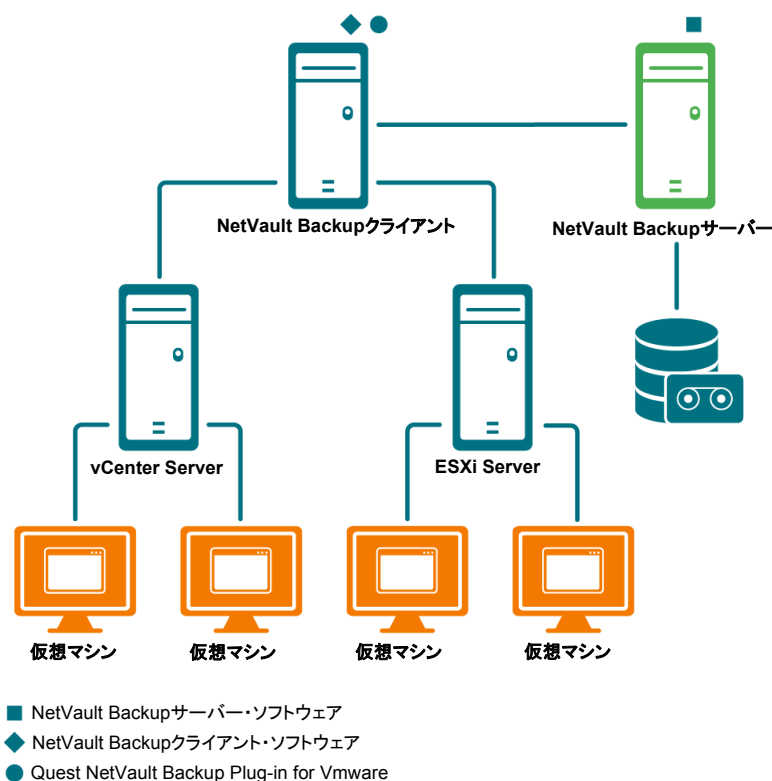 NetVault Backupクライアント
NetVault Backupサーバー
vCenter Server
ESXi Server
仮想マシン
仮想マシン
仮想マシン
仮想マシン
NetVault Backupサーバー・ソフトウェア
NetVault Backupクライアント・ソフトウェア
Quest NetVault Backup Plug-in for Vmware